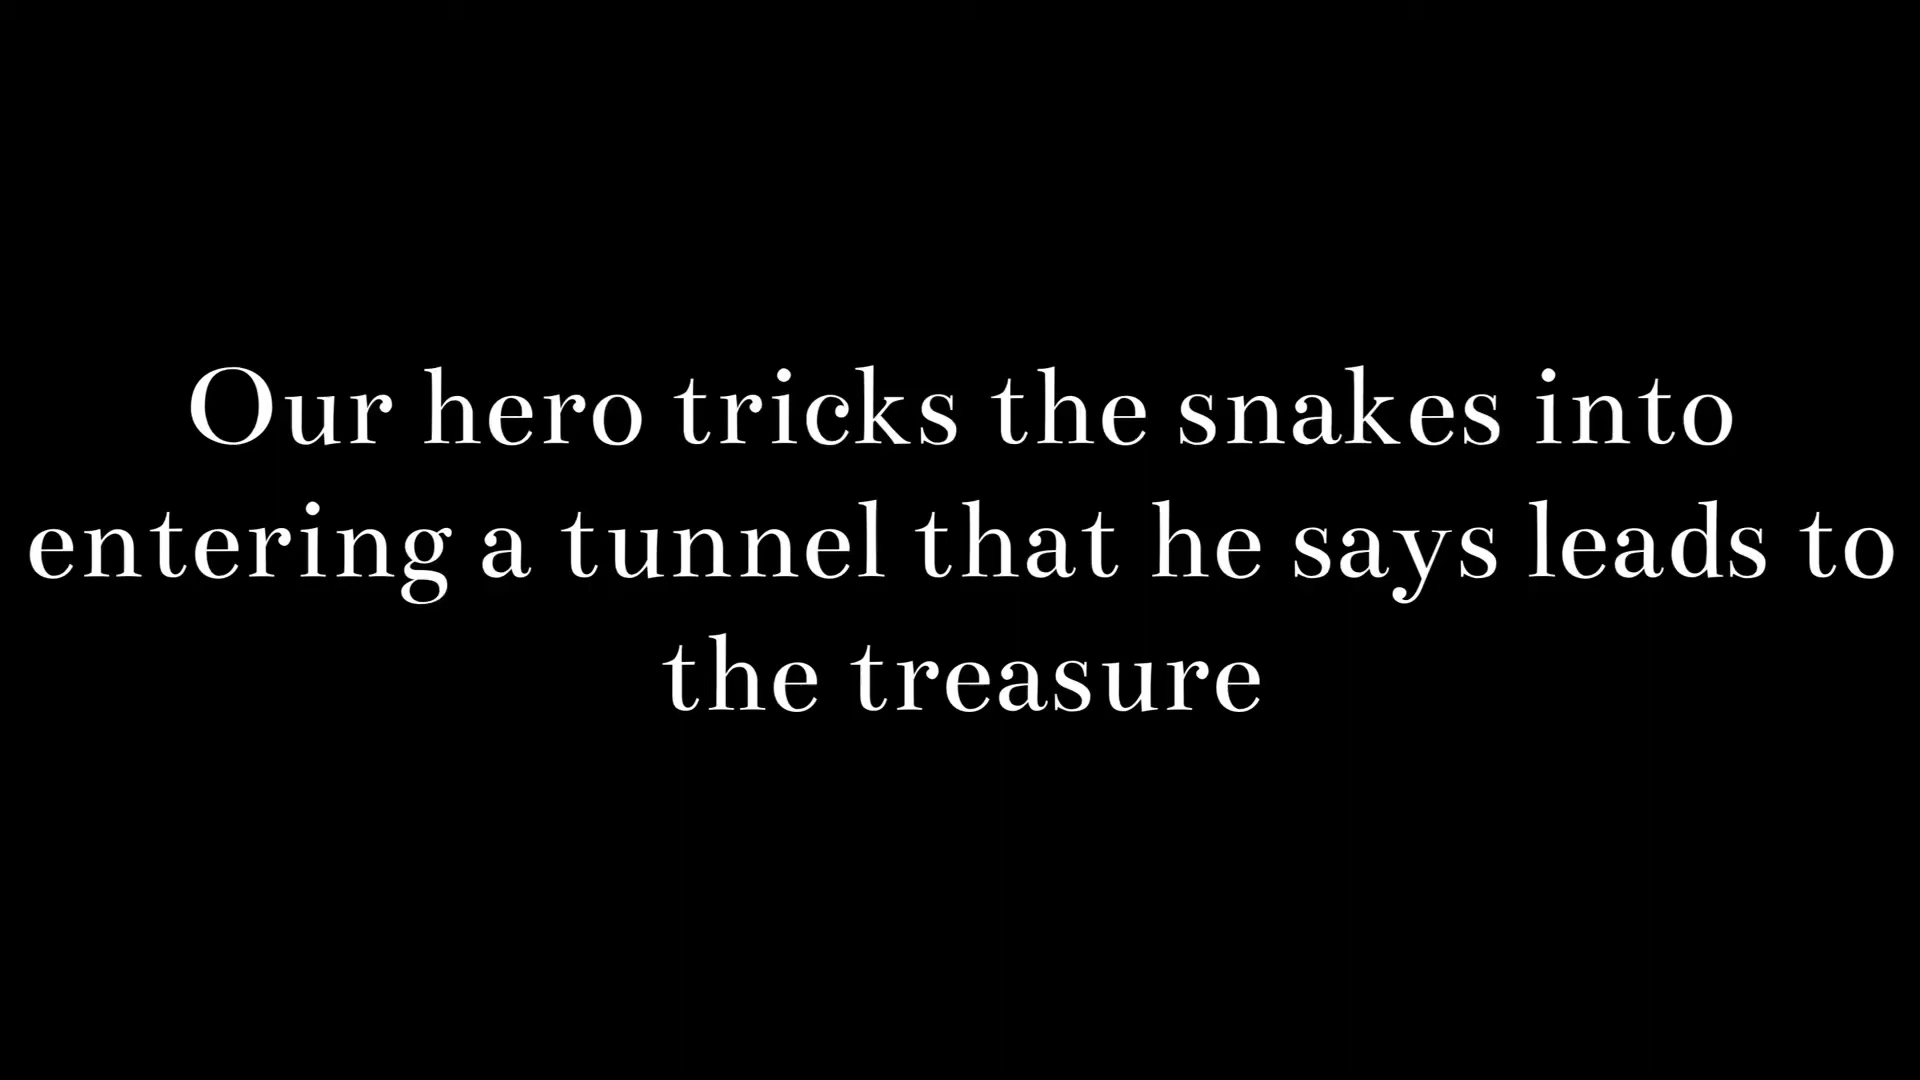 Our hero tricks the snakes into
entering a tunnel that he says leads to
the treasure